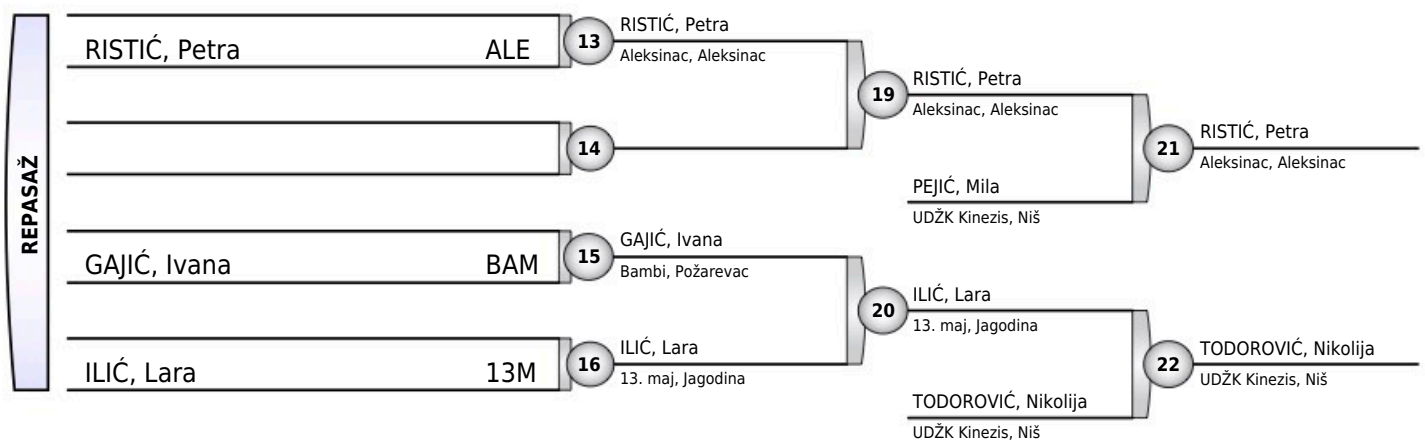 REPASAŽ
RISTIĆ, Petra ALE
13
RISTIĆ, Petra
Aleksinac, Aleksinac
14
19
RISTIĆ, Petra
Aleksinac, Aleksinac
PEJIĆ, Mila
UDŽK Kinezis, Niš
21
RISTIĆ, Petra
Aleksinac, Aleksinac
GAJIĆ, Ivana BAM
15
GAJIĆ, Ivana
Bambi, Požarevac
ILIĆ, Lara 13M
16
ILIĆ, Lara
13. maj, Jagodina
20
ILIĆ, Lara
13. maj, Jagodina
TODOROVIĆ, Nikolija
UDŽK Kinezis, Niš
22
TODOROVIĆ, Nikolija
UDŽK Kinezis, Niš